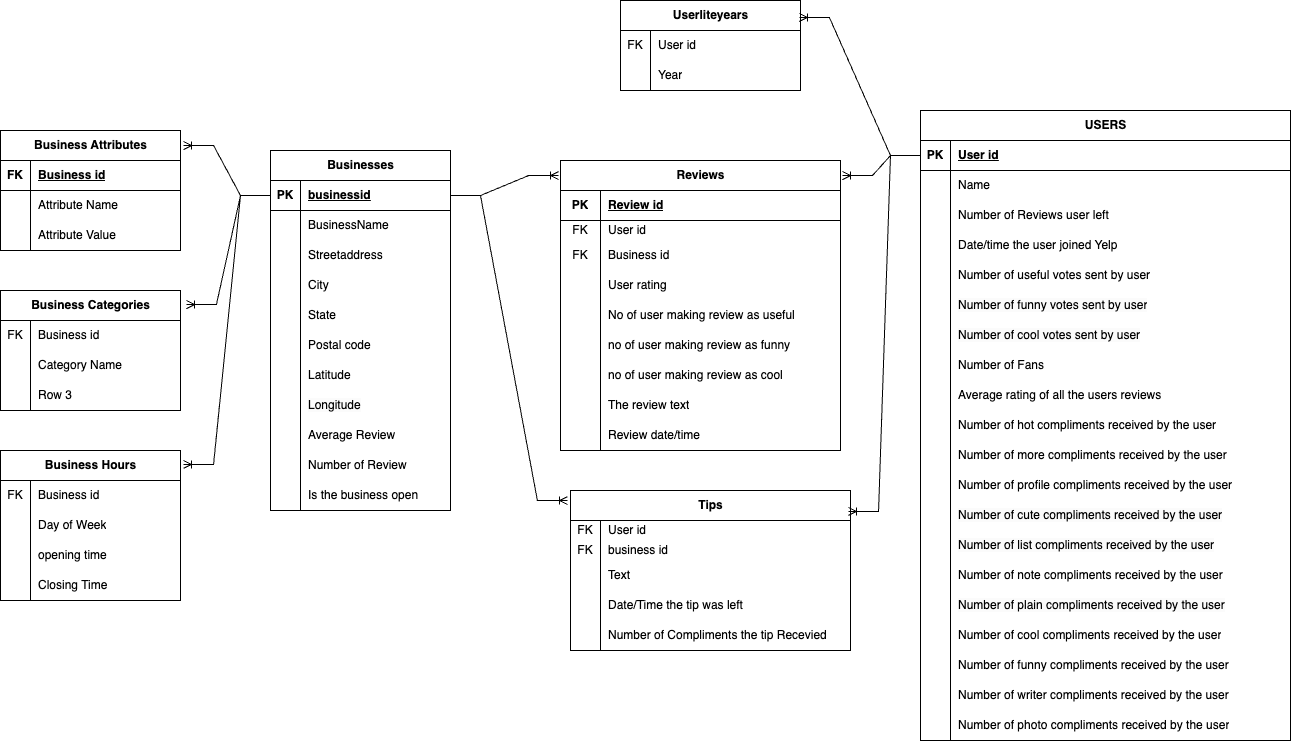 Userliteyears
FK User id
Year
Business Attributes
FK Business id
Attribute Name
Attribute Value
Business Categories
FK Business id
Category Name
Row 3
Business Hours
FK Business id
Day of Week
opening time
Closing Time
Businesses
PK businessid
BusinessName
Streetaddress
City
State
Postal code
Latitude
Longitude
Average Review
Number of Review
Is the business open
Reviews
PK Review id
FK User id
FK Business id
User rating
No of user making review as useful
no of user making review as funny
no of user making review as cool
The review text
Review date/time
Tips
FK User id
FK business id
Text
Date/Time the tip was left
Number of Compliments the tip Recevied
USERS
PK User id
Name
Number of Reviews user left
Date/time the user joined Yelp
Number of useful votes sent by user
Number of funny votes sent by user
Number of cool votes sent by user
Number of Fans
Average rating of all the users reviews
Number of hot compliments received by the user
Number of more compliments received by the user
Number of profile compliments received by the user
Number of cute compliments received by the user
Number of list compliments received by the user
Number of note compliments received by the user
Number of plain compliments received by the user
Number of cool compliments received by the user
Number of funny compliments received by the user
Number of writer compliments received by the user
Number of photo compliments received by the user